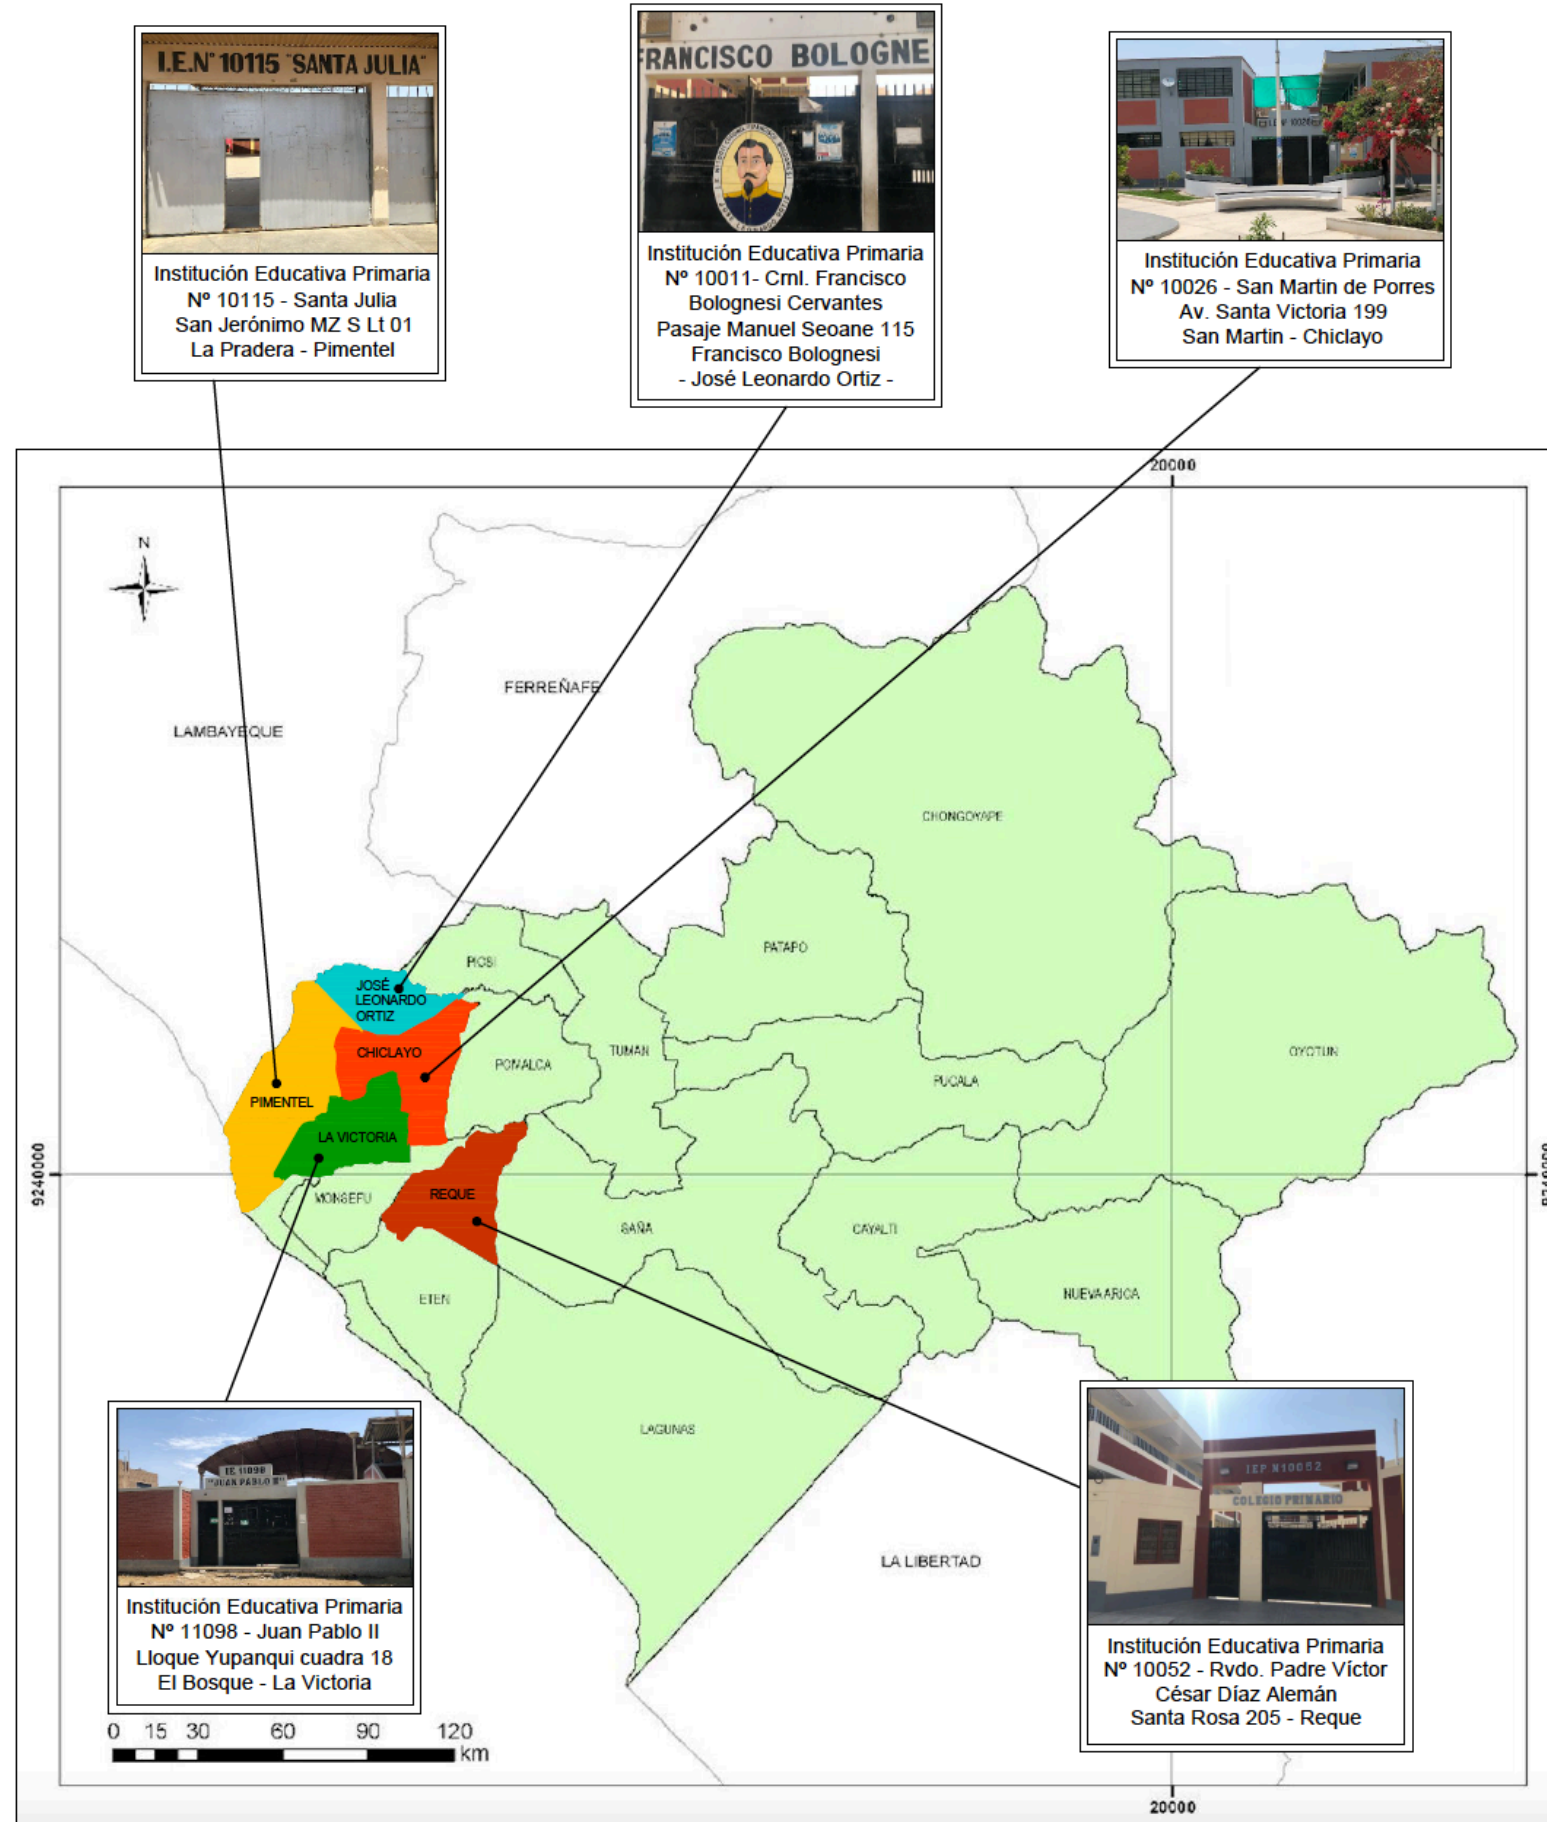 I.E.Nº 10115 "SANTA JULIA"
Institución Educativa Primaria
Nº 10115 - Santa Julia
San Jerónimo MZ S Lt 01
La Pradera - Pimentel
FRANCISCO BOLOGNE
Institución Educativa Primaria
Nº 10011- Crnl. Francisco
Bolognesi Cervantes
Pasaje Manuel Seoane 115
Francisco Bolognesi
- José Leonardo Ortiz -
Institución Educativa Primaria
Nº 10026 - San Martin de Porres
Av. Santa Victoria 199
San Martin - Chiclayo
20000
N
FERREÑAFE
LAMBAYEQUE
CHONGOYAPE
PATAPO
PICSI
JOSÉ
LEONARDO
ORTIZ
CHICLAYO
TUMAN
OYOTUN
POMALCA
PUCALA
PIMENTEL
LA VICTORIA
9240000
MONSEFU
REQUE
SAÑA
CAYALTI
ETEN
NUEVA ARICA
LAGUNAS
LA LIBERTAD
IE 11098
"JUAN PABLO II"
Institución Educativa Primaria
Nº 11098 - Juan Pablo II
Lloque Yupanqui cuadra 18
El Bosque - La Victoria
IEP.N10052
COLEGIO PRIMARIO
Institución Educativa Primaria
Nº 10052 - Rvdo. Padre Víctor
César Díaz Alemán
Santa Rosa 205 - Reque
0 15 30 60 90 120
km
20000